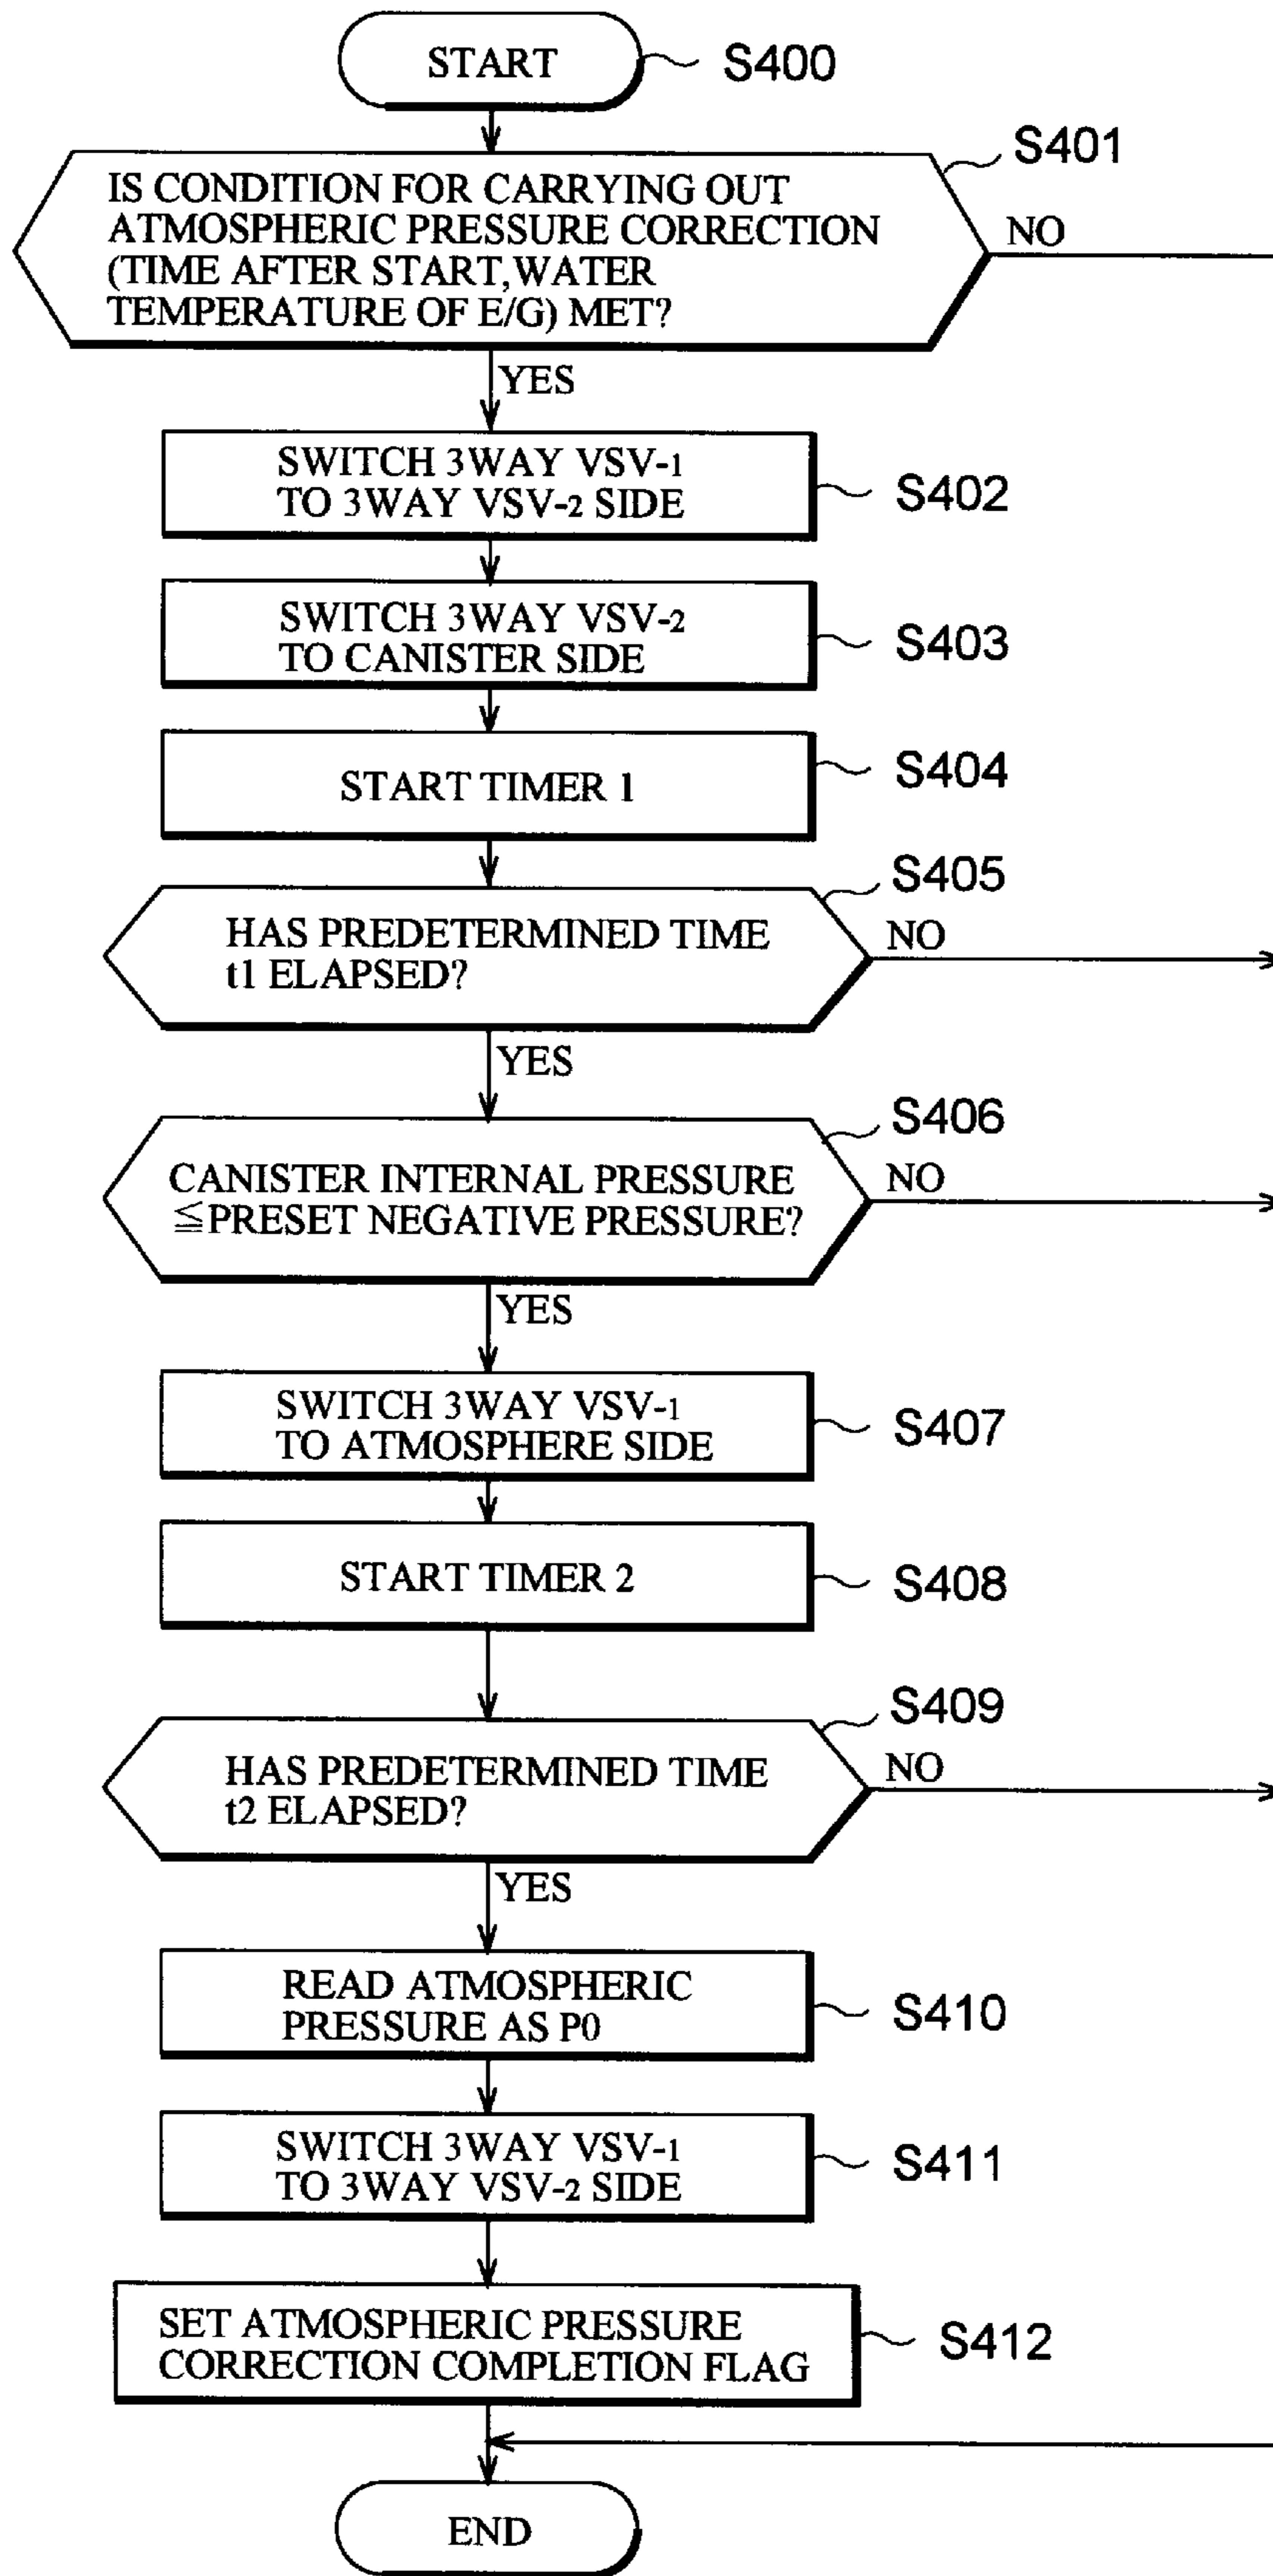 START
S400
S401
IS CONDITION FOR CARRYING OUT
ATMOSPHERIC PRESSURE CORRECTION
(TIME AFTER START,WATER
TEMPERATURE OF E/G) MET?
NO
YES
SWITCH 3WAY VSV-1
TO 3WAY VSV-2 SIDE
S402
SWITCH 3WAY VSV-2
TO CANISTER SIDE
S403
START TIMER 1
S404
S405
HAS PREDETERMINED TIME
t1 ELAPSED?
NO
YES
S406
CANISTER INTERNAL PRESSURE
≦PRESET NEGATIVE PRESSURE?
NO
YES
SWITCH 3WAY VSV-1
TO ATMOSPHERE SIDE
S407
START TIMER 2
S408
S409
HAS PREDETERMINED TIME
t2 ELAPSED?
NO
YES
READ ATMOSPHERIC
PRESSURE AS P0
S410
SWITCH 3WAY VSV-1
TO 3WAY VSV-2 SIDE
S411
SET ATMOSPHERIC PRESSURE
CORRECTION COMPLETION FLAG
S412
END